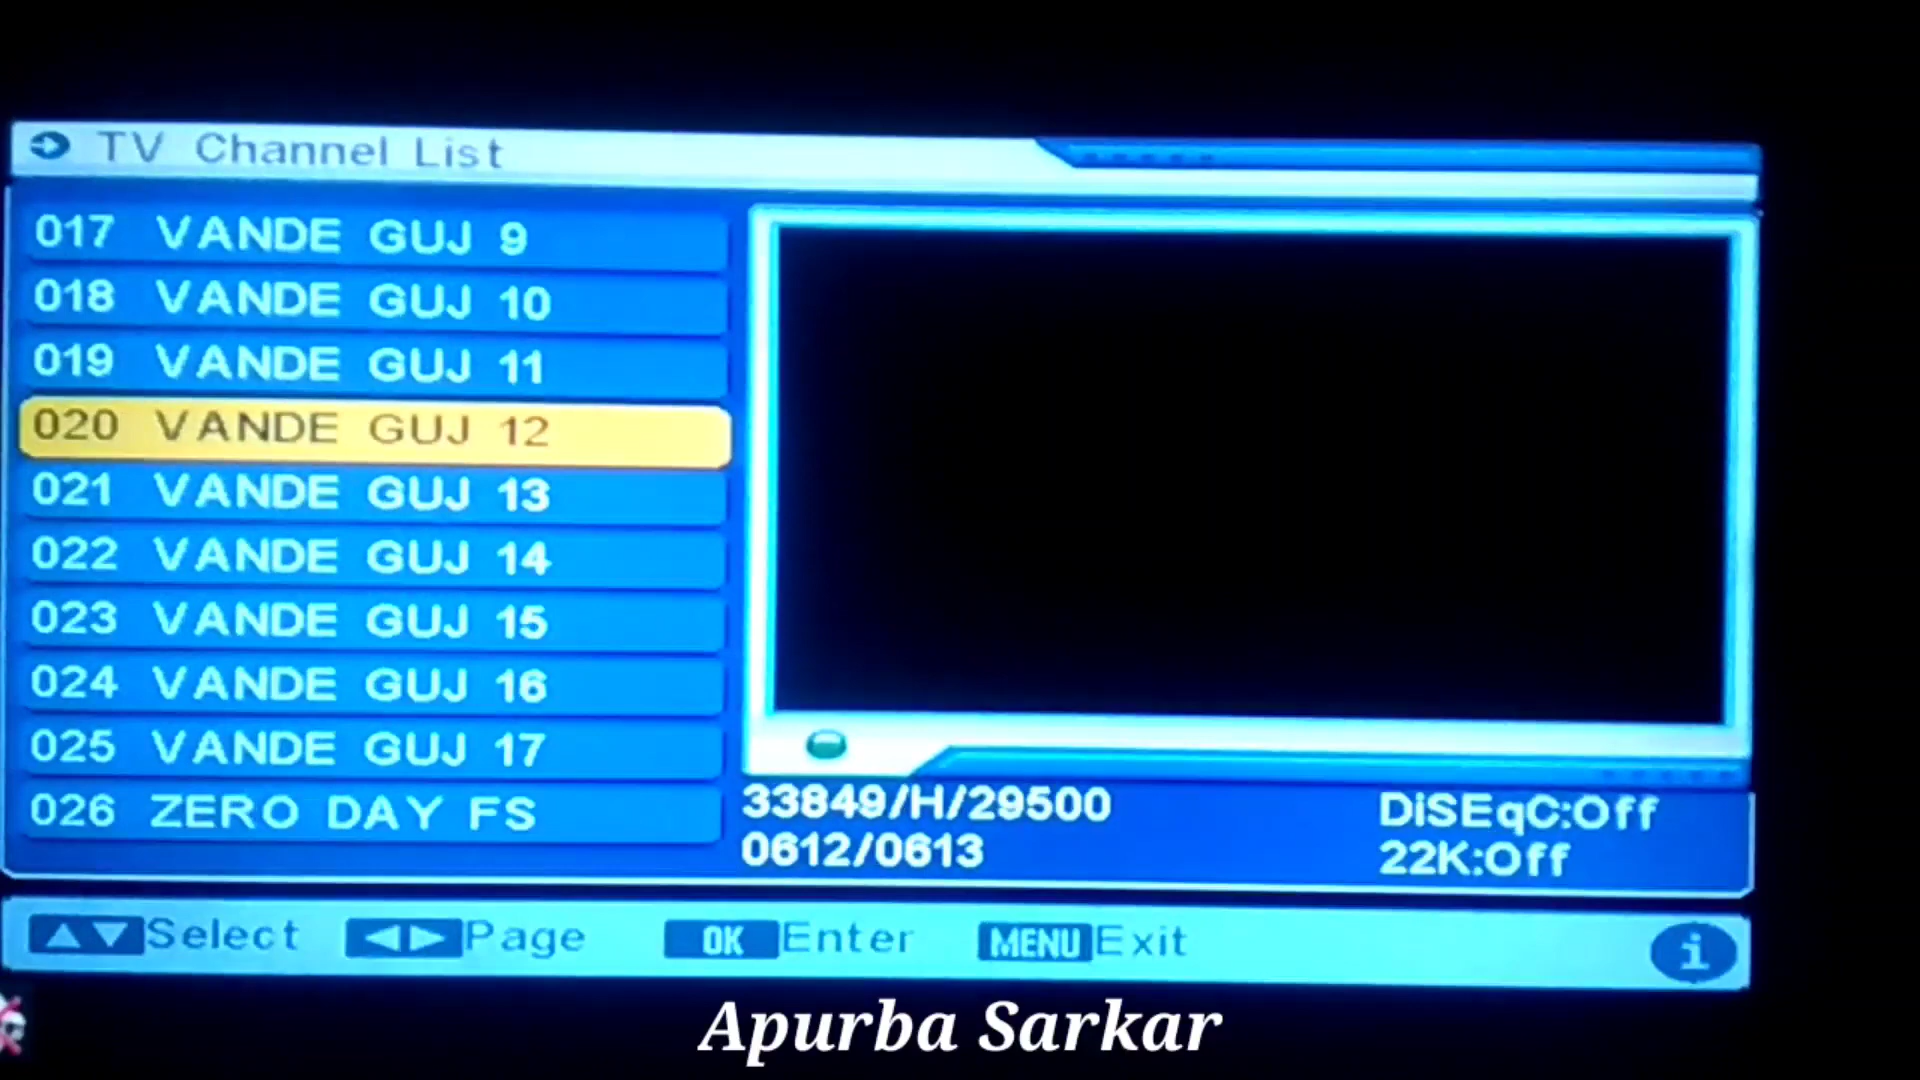 TV Channel List
017 VANDE GUJ 9
018 VANDE GUJ 10
019 VANDE GUJ 11
020 VANDE GUJ 12
021 VANDE GUJ 13
022 VANDE GUJ 14
023 VANDE GUJ 15
024 VANDE GUJ 16
025 VANDE GUJ 17
026 ZERO DAY FS
33849/H/29500
DiSEqC:Off
0612/0613
22K:Off
Select Page OK Enter MENU Exit i
Apurba Sarkar